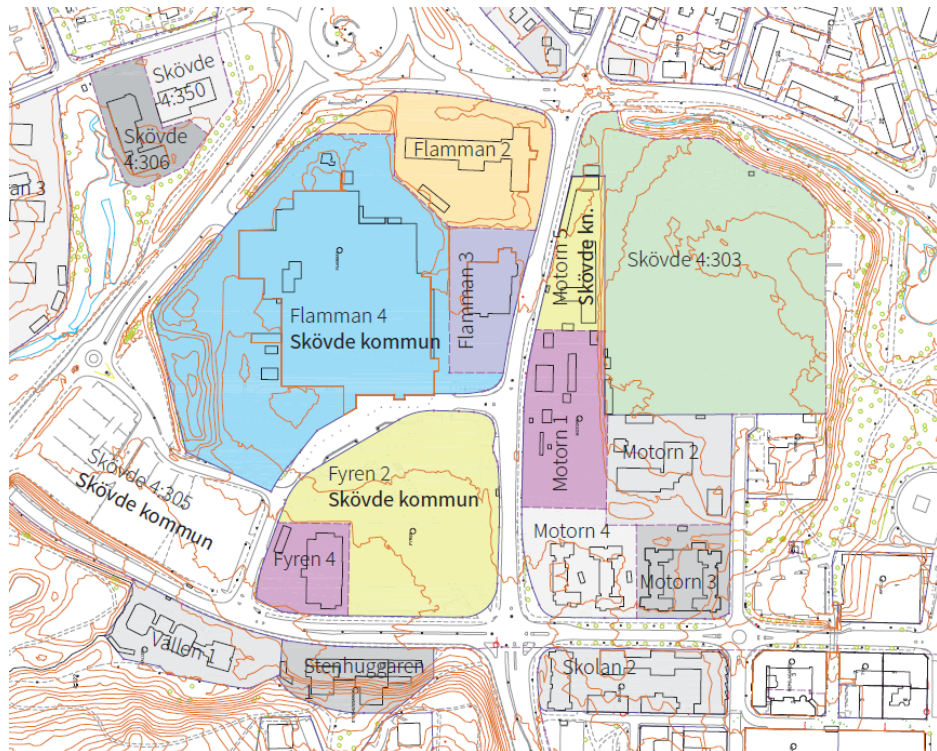 Skövde
4:350
Skövde
4:306
an 3
Flamman 2
Flamman 3
Flamman 4
Skövde kommun
Motorn 5
Skövde kn.
Skövde 4:303
Motorn 1
Motorn 2
Skövde 4:305
Skövde kommun
Fyren 2
Skövde kommun
Fyren 4
Motorn 4
Motorn 3
Vallen 1
Stenhuggaren
Skolan 2